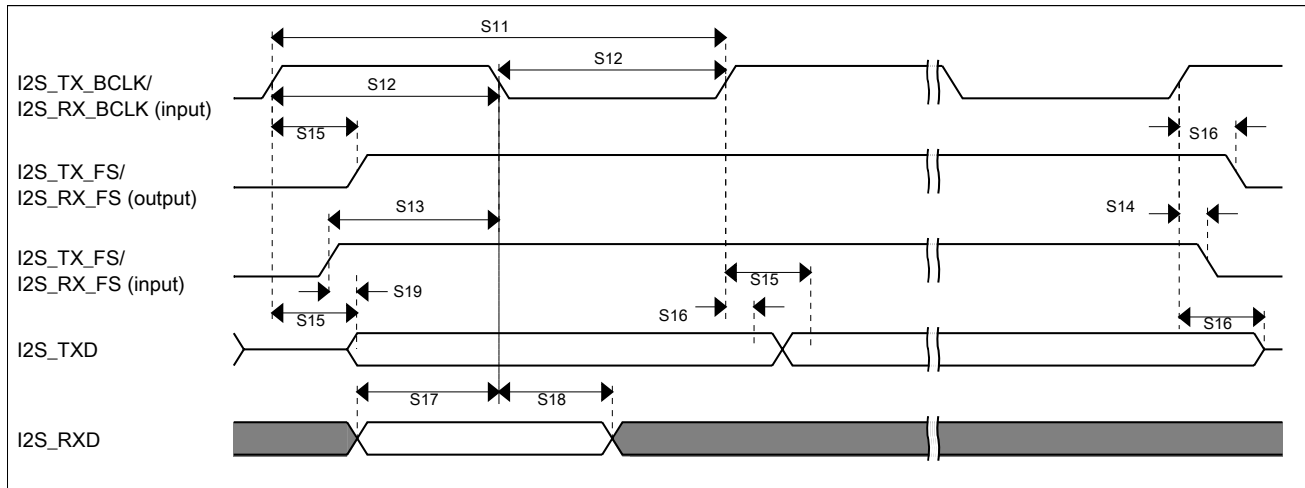 S11
I2S_TX_BCLK/
I2S_RX_BCLK (input)
S12
S12
S15
S16
I2S_TX_FS/
I2S_RX_FS (output)
S13
S14
I2S_TX_FS/
I2S_RX_FS (input)
S15
S19
S15
S16
S16
I2S_TXD
S17
S18
I2S_RXD